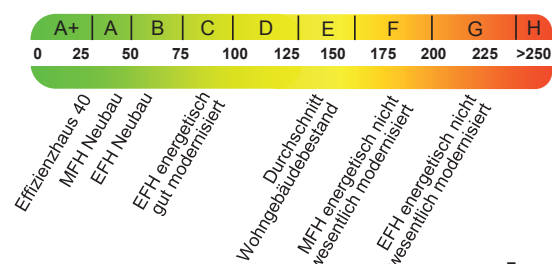 A+ A B C D E F G H
0 25 50 75 100 125 150 175 200 225 >250
Effizienzhaus 40
MFH Neubau
EFH Neubau
EFH energetisch
gut modernisiert
Durchschnitt
Wohngebäudebestand
MFH energetisch nicht
wesentlich modernisiert
EFH energetisch nicht
wesentlich modernisiert